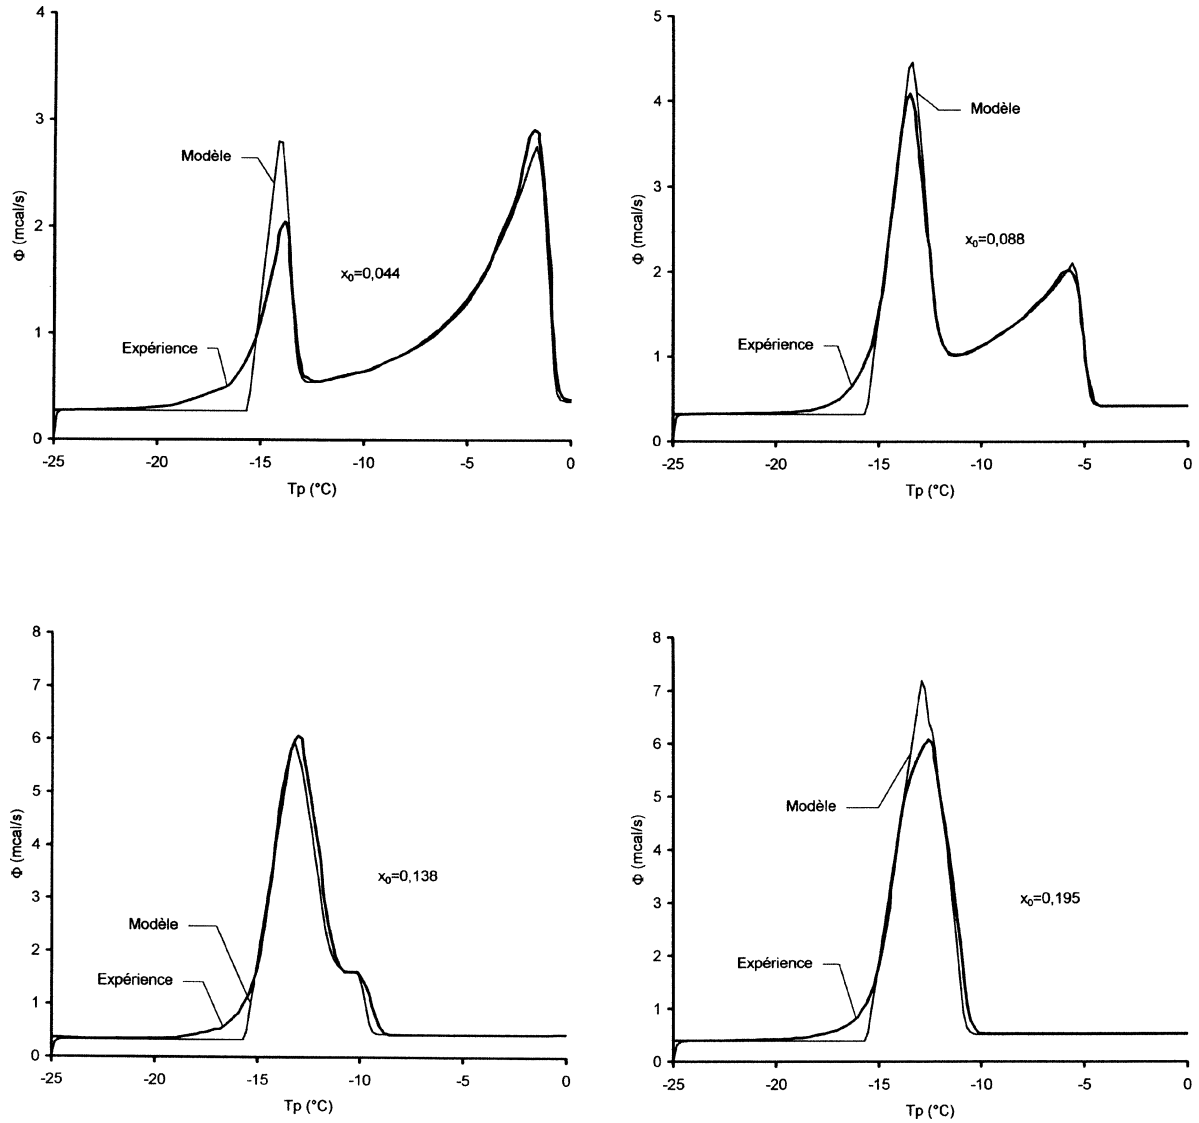 4
3
2
1
0
Φ (mcal/s)
Modèle
Expérience
x₀=0,044
-25
-20
-15
-10
-5
0
Tp (°C)
5
4
3
2
1
0
Φ (mcal/s)
Modèle
Expérience
x₀=0,088
-25
-20
-15
-10
-5
0
Tp (°C)
8
7
6
5
4
3
2
1
0
Φ (mcal/s)
Modèle
Expérience
x₀=0,138
-25
-20
-15
-10
-5
0
Tp (°C)
8
7
6
5
4
3
2
1
0
Φ (mcal/s)
Modèle
Expérience
x₀=0,195
-25
-20
-15
-10
-5
0
Tp (°C)